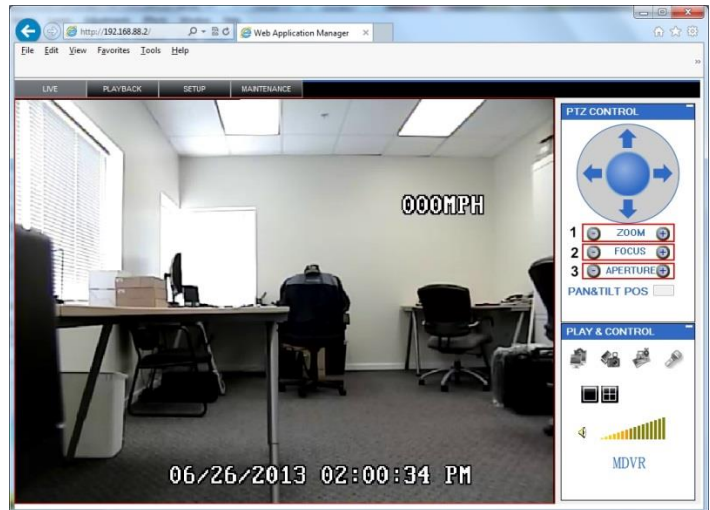 http://192.168.88.2/
Web Application Manager
File Edit View Favorites Tools Help
LIVE PLAYBACK SETUP MAINTENANCE
PTZ CONTROL
000MPH
1 ZOOM
2 FOCUS
3 APERTURE
PAN&TILT POS
PLAY & CONTROL
MDVR
06/26/2013 02:00:34 PM